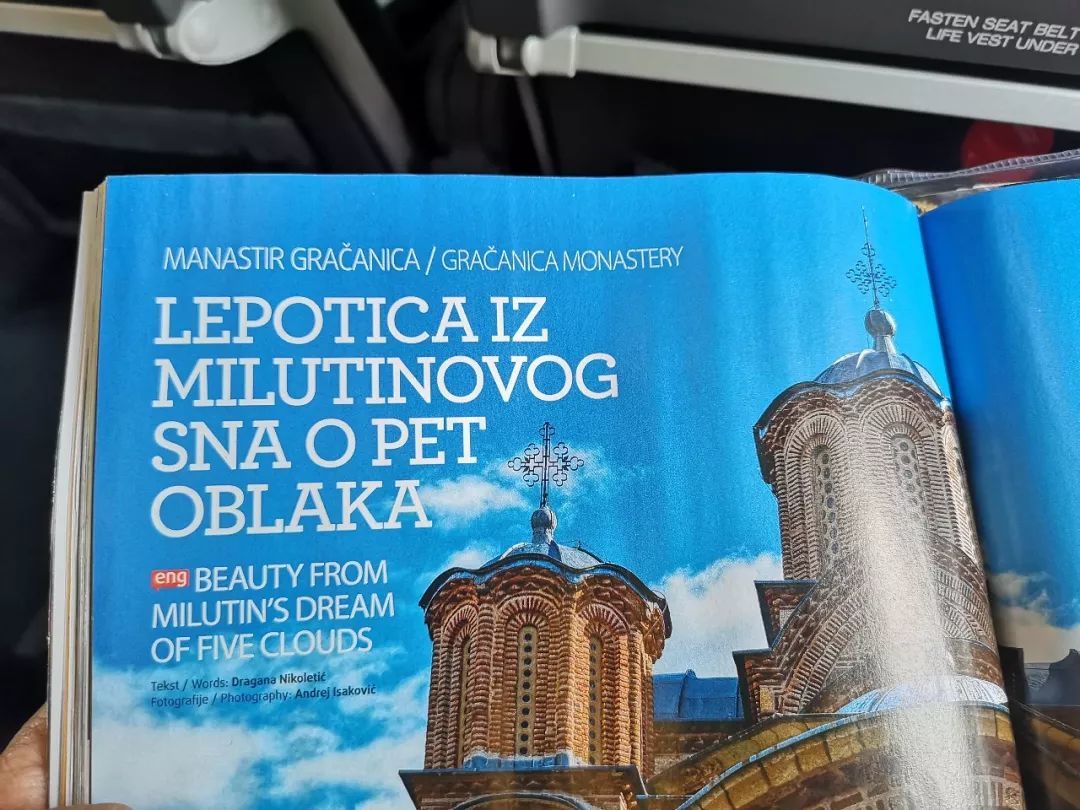 FASTEN SEAT BELT
LIFE VEST UNDER
MANASTIR GRAČANICA / GRAČANICA MONASTERY
LEPOTICA IZ
MILUTINOVOG
SNA O PET
OBLAKA
eng BEAUTY FROM
MILUTIN'S DREAM
OF FIVE CLOUDS
Tekst / Words: Dragana Nikoletić
Fotografije / Photography: Andrej Isaković